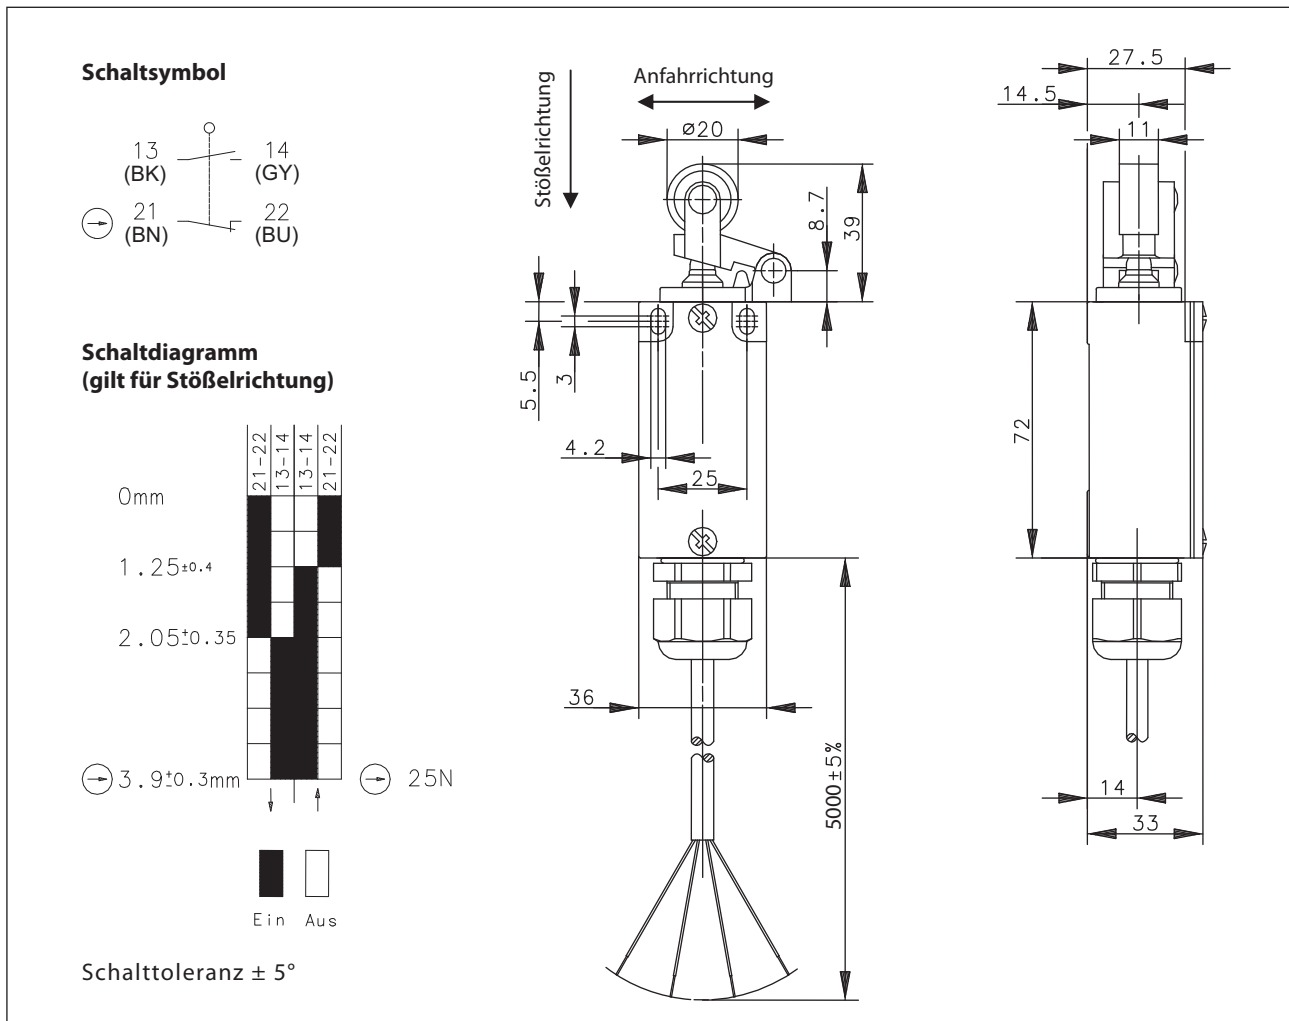 Schaltsymbol
13
(BK)
14
(GY)
21
(BN)
22
(BU)
Schaltdiagramm
(gilt für Stößelrichtung)
21-22
13-14
13-14
21-22
0mm
1.25±0.4
2.05±0.35
3.9±0.3mm
25N
Ein
Aus
Schalttoleranz ± 5°
Stößelrichtung
Anfahrrichtung
ø20
8.7
39
5.5
3
4.2
25
36
5000±5%
27.5
14.5
11
72
14
33